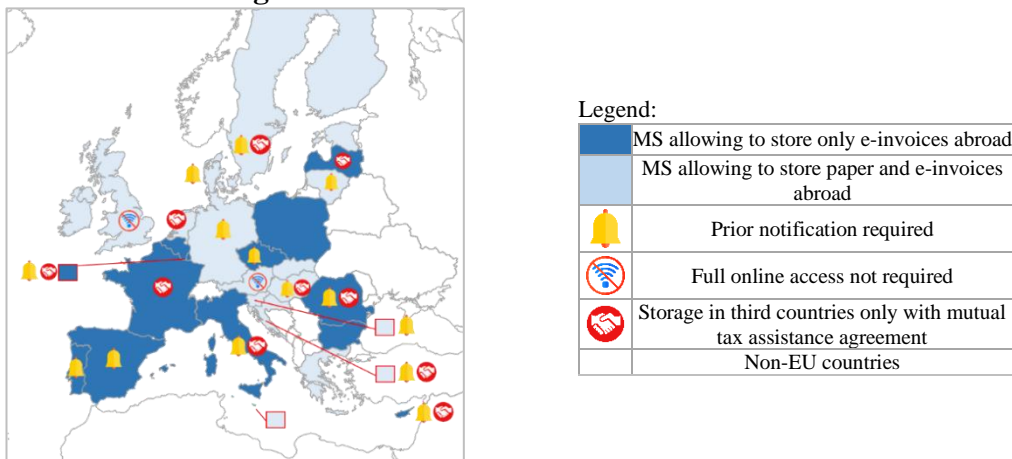 Legend:
MS allowing to store only e-invoices abroad
MS allowing to store paper and e-invoices
abroad
Prior notification required
Full online access not required
Storage in third countries only with mutual
tax assistance agreement
Non-EU countries